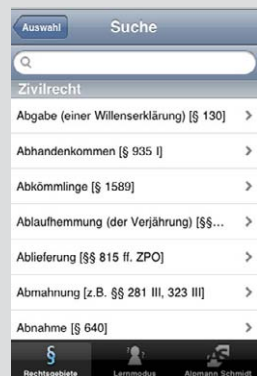 Auswahl
Suche
Zivilrecht
Abgabe (einer Willenserklärung) [§ 130]
Abhandenkommen [§ 935 I]
Abkömmlinge [§ 1589]
Ablaufhemmung (der Verjährung) [§§...
Ablieferung [§§ 815 ff. ZPO]
Abmahnung [z.B. §§ 281 III, 323 III]
Abnahme [§ 640]
§
Rechtsgebiete
Lernmodus
Alpmann Schmidt